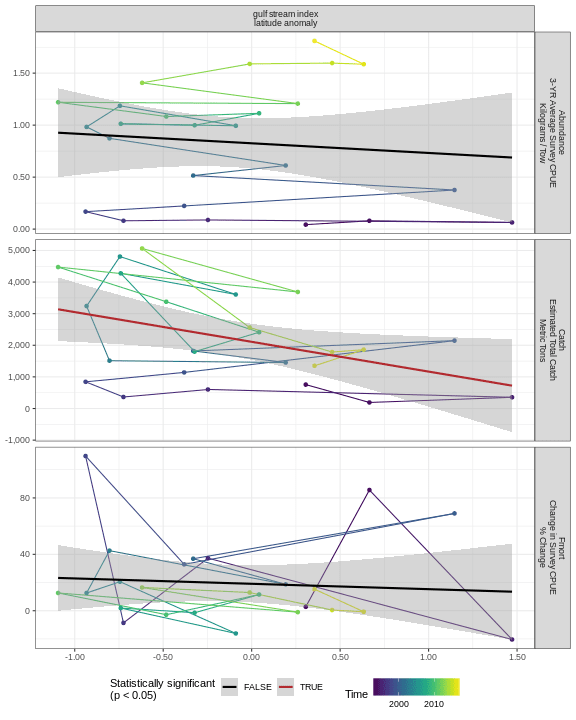 gulf stream index
latitude anomaly
1.50
1.00
0.50
0.00
Abundance
3-YR Average Survey CPUE
Kilograms / Tow
5,000
4,000
3,000
2,000
1,000
0
-1,000
Catch
Estimated Total Catch
Metric Tons
80
40
0
Fmort
Change in Survey CPUE
% Change
-1.00
-0.50
0.00
0.50
1.00
1.50
Statistically significant
(p < 0.05)
FALSE
TRUE
Time
2000
2010